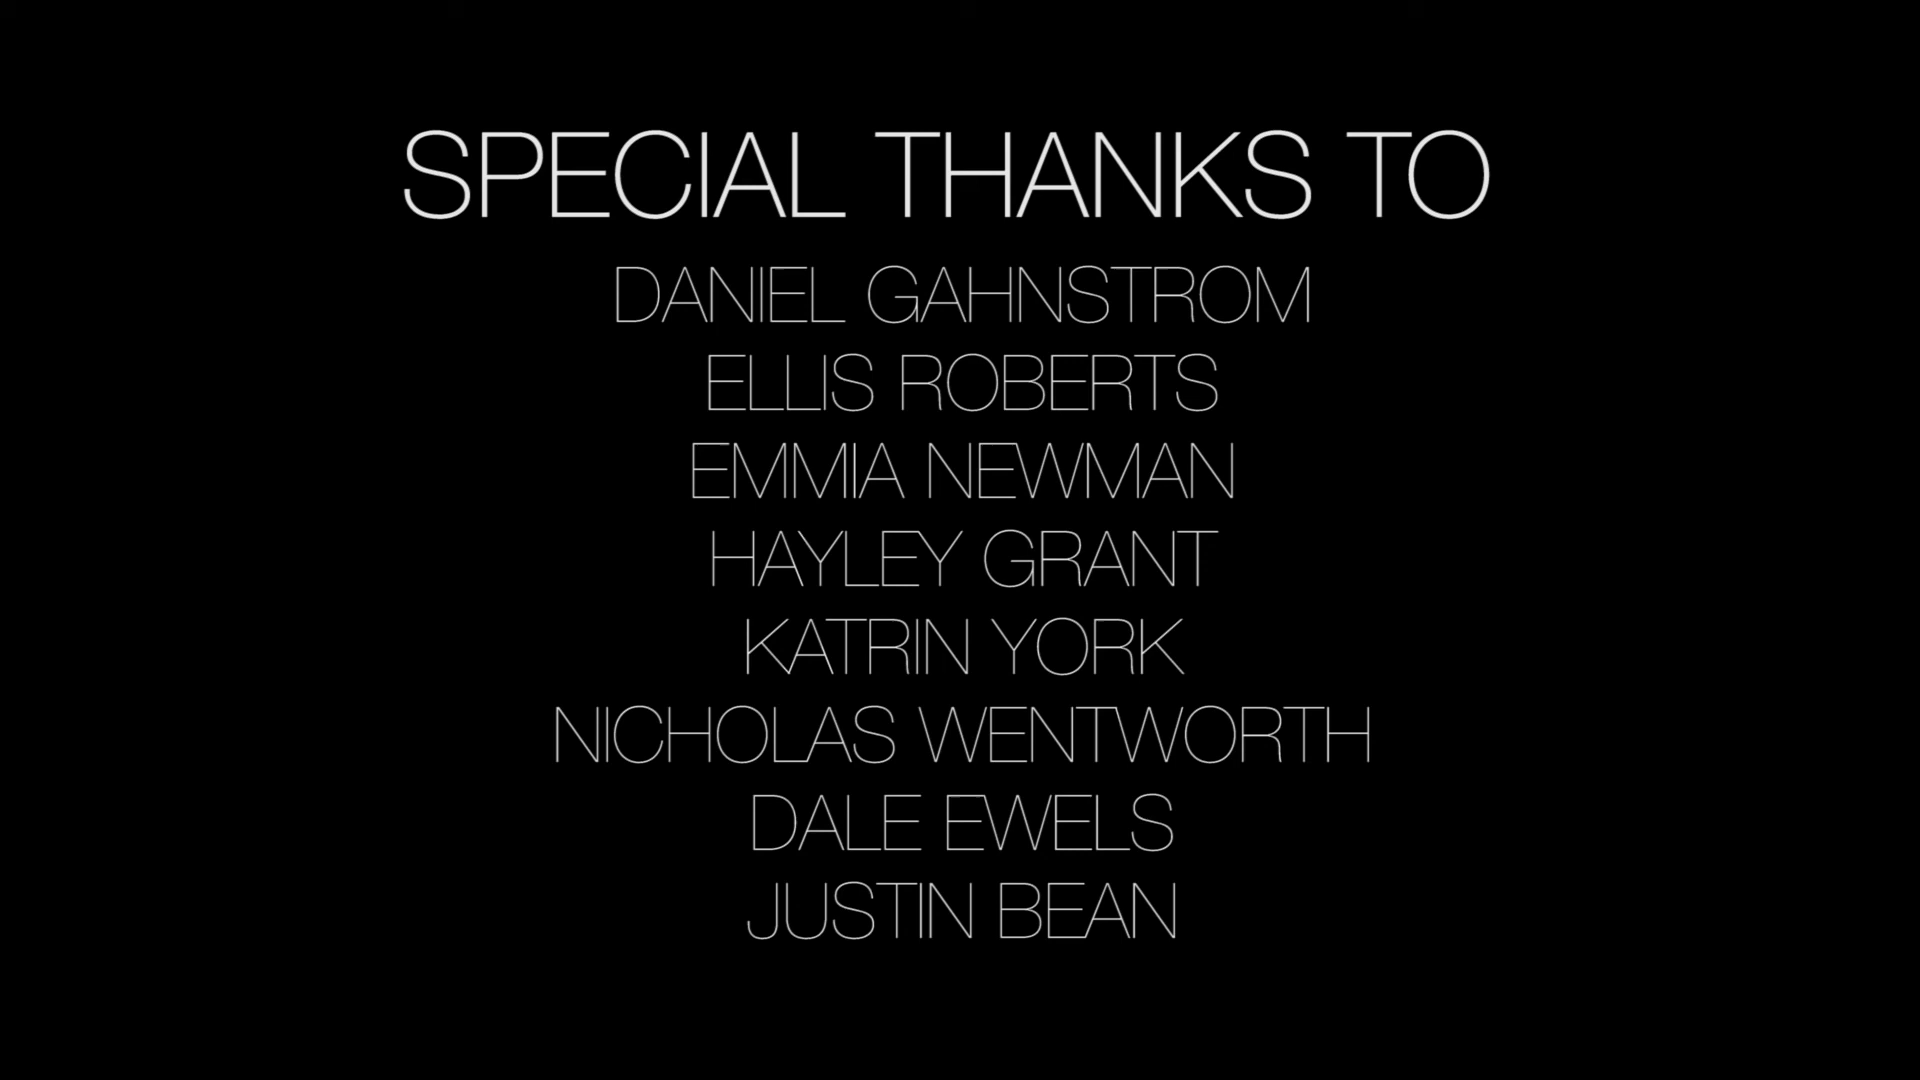 SPECIAL THANKS TO
DANIEL GAHNSTROM
ELLIS ROBERTS
EMMIA NEWMAN
HAYLEY GRANT
KATRIN YORK
NICHOLAS WENTWORTH
DALE EWELS
JUSTIN BEAN